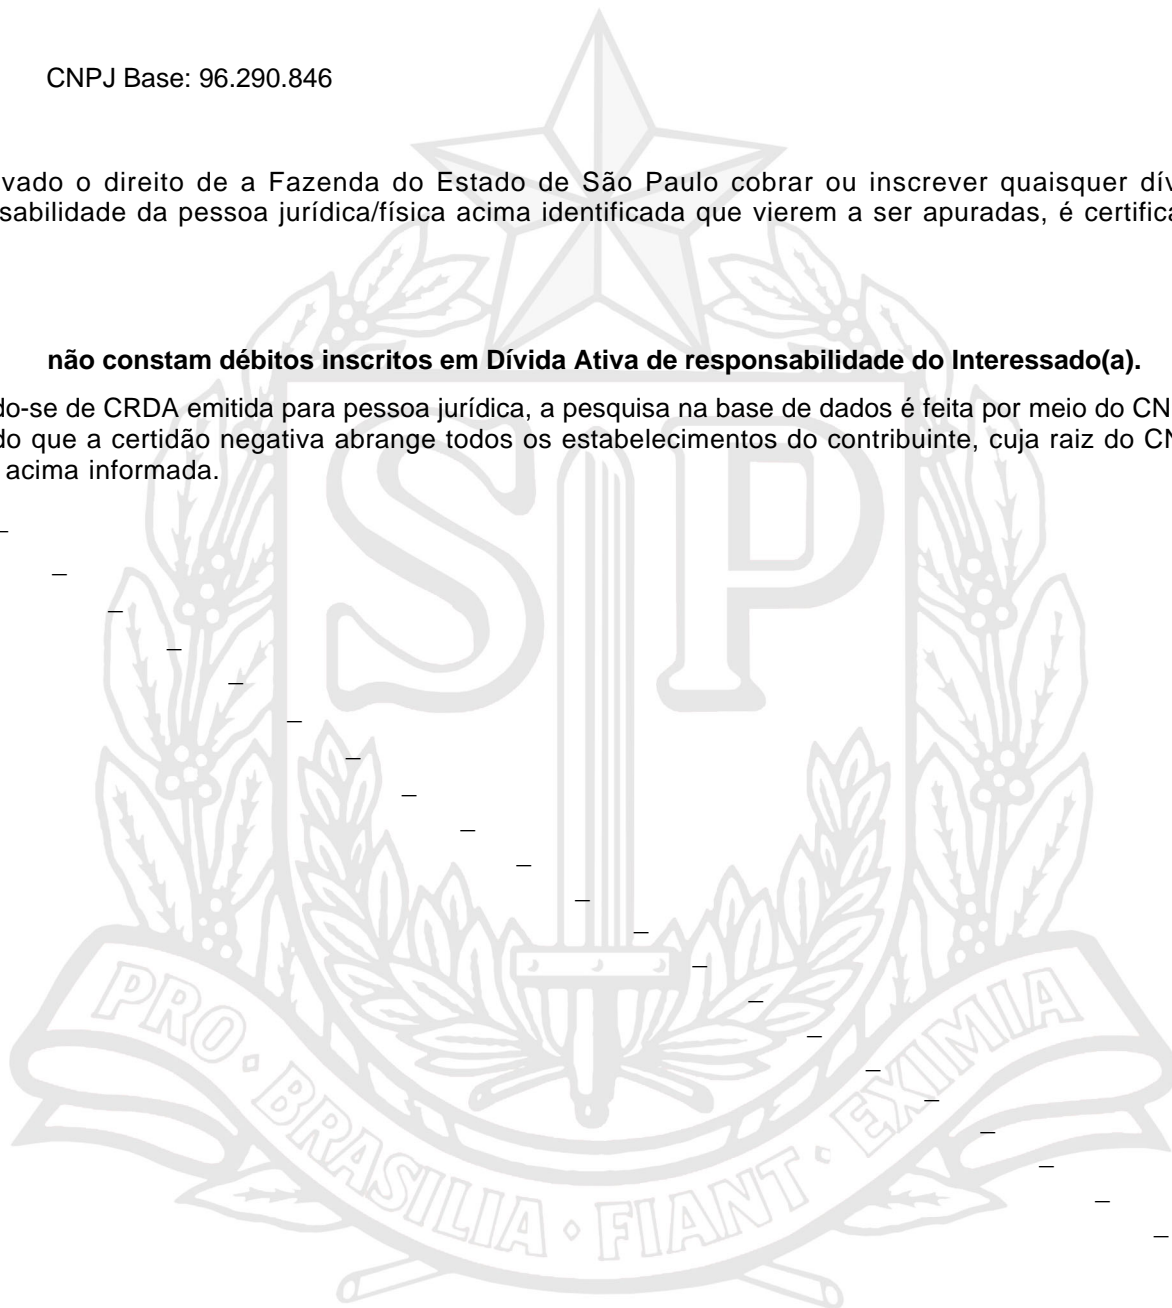 CNPJ Base: 96.290.846
vado o direito de a Fazenda do Estado de São Paulo cobrar ou inscrever quaisquer dív
sabilidade da pessoa jurídica/física acima identificada que vierem a ser apuradas, é certifica
não constam débitos inscritos em Dívida Ativa de responsabilidade do Interessado(a).
do-se de CRDA emitida para pessoa jurídica, a pesquisa na base de dados é feita por meio do CN
do que a certidão negativa abrange todos os estabelecimentos do contribuinte, cuja raiz do CN
acima informada.
SP
PRO • BRASILIA • FIANT • EXIMIA